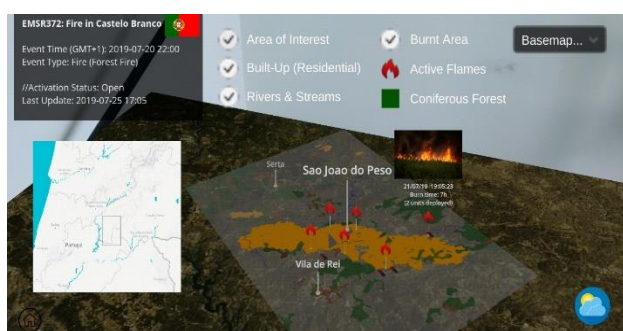 EMSR372: Fire in Castelo Branco
Event Time (GMT+1): 2019-07-20 22:00
Event Type: Fire (Forest Fire)
//Activation Status: Open
Last Update: 2019-07-25 17:05
Area of Interest
Built-Up (Residential)
Rivers & Streams
Burnt Area
Active Flames
Coniferous Forest
Basemap...
Serta
Sao Joao do Peso
21/07/19-19:05:23
Burn time: 7h
(2 units deployed)
Vila de Rei
Portugal